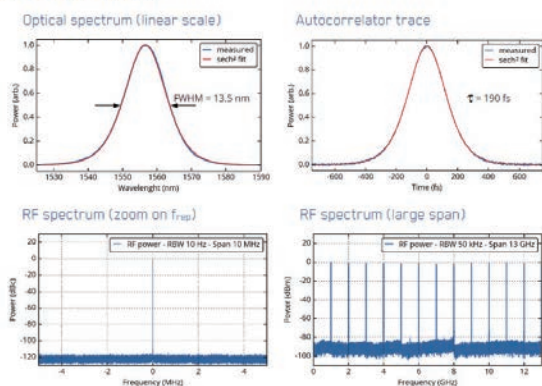 Optical spectrum (linear scale)
Power (arb.)
1.0
0.8
0.6
0.4
0.2
0.0
measured
sech² fit
FWHM = 13.5 nm
1530 1540 1550 1560 1570 1580 1590
Wavelenght (nm)
Autocorrelator trace
Power (arb.)
1.0
0.8
0.6
0.4
0.2
0.0
measured
sech² fit
τ = 190 fs
-600 -400 -200 0 200 400 600
Time (fs)
RF spectrum (zoom on frep)
Power (dBc)
20
0
-20
-40
-60
-80
-100
-120
RF power - RBW 10 Hz - Span 10 MHz
-4 -2 0 2 4
Frequency (MHz)
RF spectrum (large span)
Power (dBm)
20
0
-20
-40
-60
-80
-100
RF power - RBW 50 kHz - Span 13 GHz
0 2 4 6 8 10 12
Frequency (GHz)